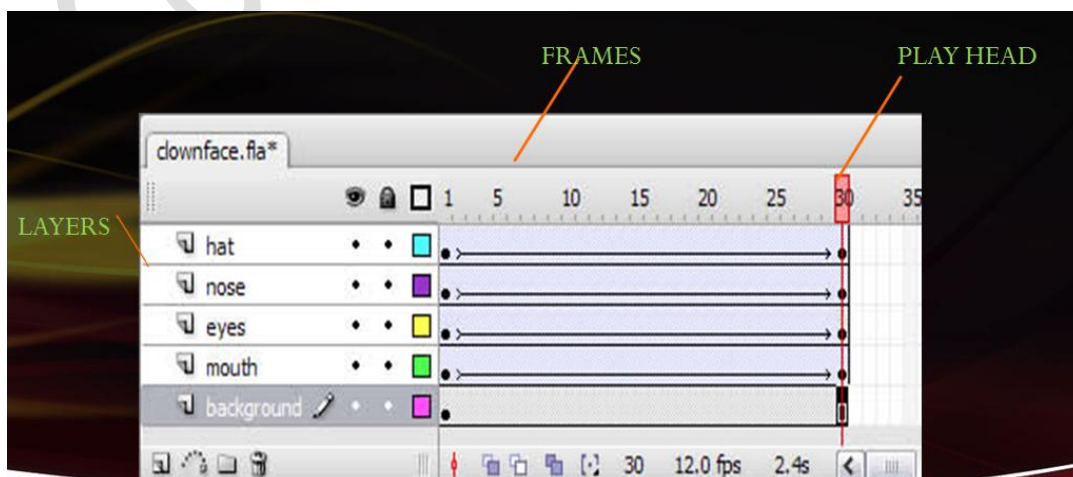 FRAMES PLAY HEAD
clownface.fla*
1 5 10 15 20 25 30 35
LAYERS
hat
nose
eyes
mouth
background
30 12.0 fps 2.4s